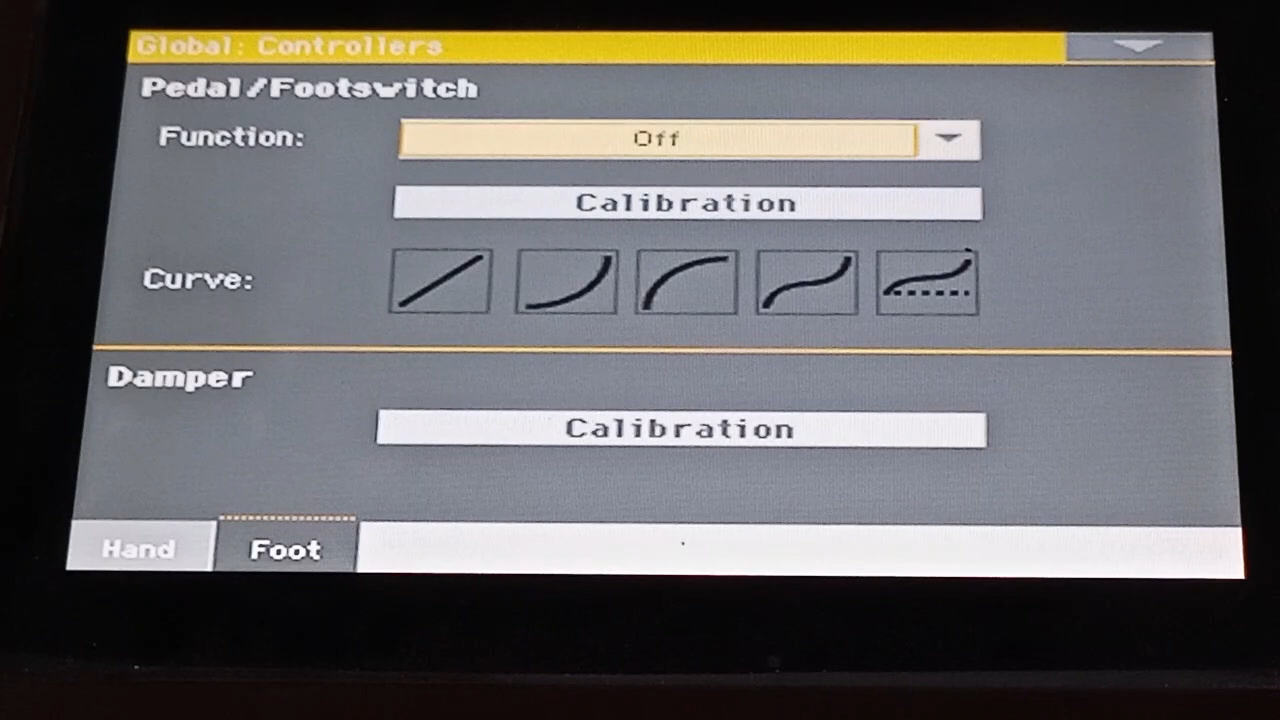 Global: Controllers
Pedal/Footswitch
Function: Off
Calibration
Curve:
Damper
Calibration
Hand Foot